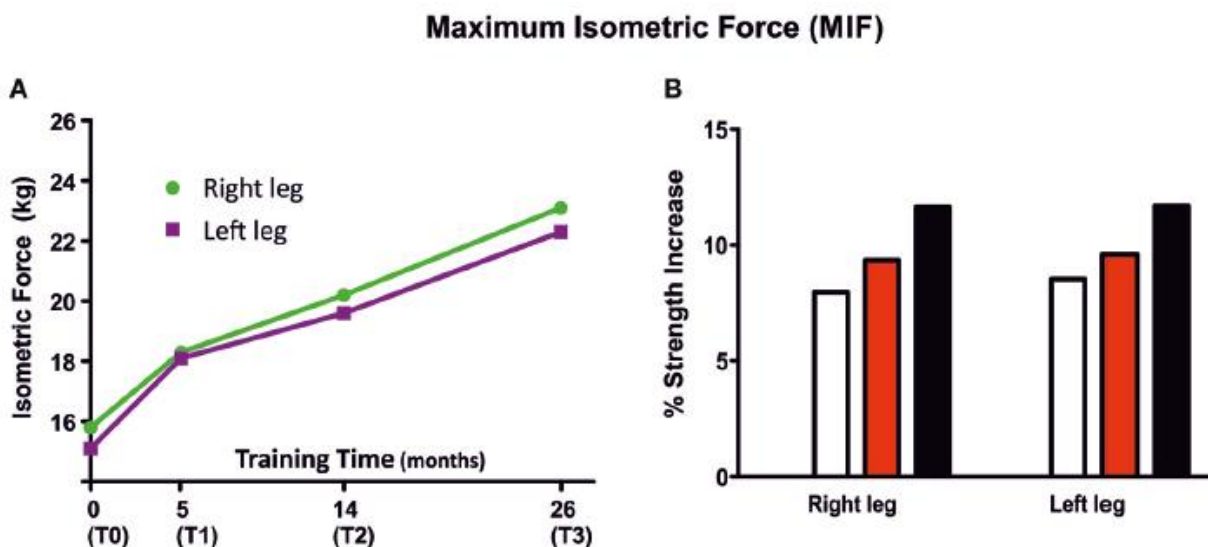 Maximum Isometric Force (MIF)
A
Isometric Force (kg)
26
24
22
20
18
16
Right leg
Left leg
Training Time (months)
0 5 14 26
(T0) (T1) (T2) (T3)
B
% Strength Increase
15
10
5
0
Right leg Left leg